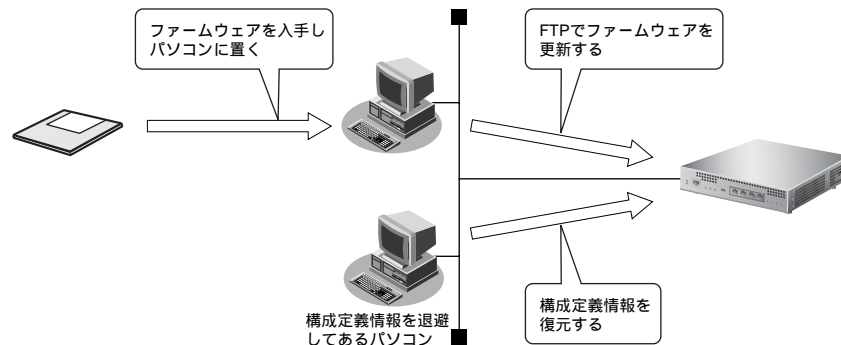 ファームウェアを入手し
パソコンに置く
FTPでファームウェアを
更新する
構成定義情報を退避
してあるパソコン
構成定義情報を
復元する